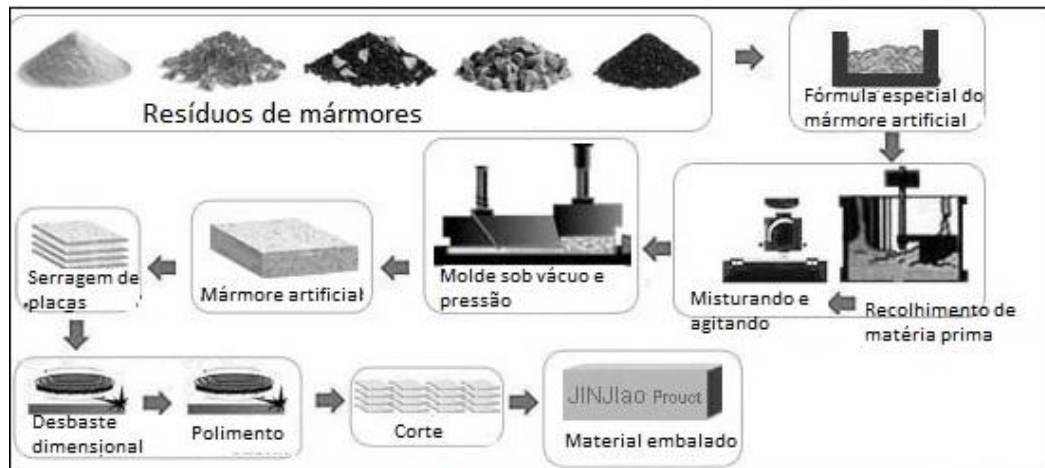 Resíduos de mármores
Fórmula especial do
mármore artificial
Recolhimento de
matéria prima
Misturando e
agitando
Molde sob vácuo e
pressão
Mármore artificial
Serragem de
placas
Desbaste
dimensional
Polimento
Corte
JINJIao Prouct
Material embalado